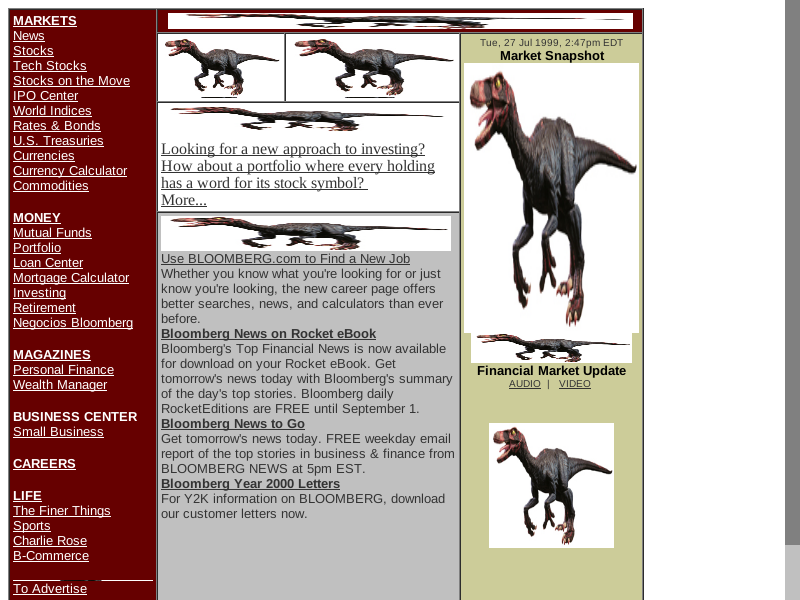 MARKETS
News
Stocks
Tech Stocks
Stocks on the Move
IPO Center
World Indices
Rates & Bonds
U.S. Treasuries
Currencies
Currency Calculator
Commodities
MONEY
Mutual Funds
Portfolio
Loan Center
Mortgage Calculator
Investing
Retirement
Negocios Bloomberg
MAGAZINES
Personal Finance
Wealth Manager
BUSINESS CENTER
Small Business
CAREERS
LIFE
The Finer Things
Sports
Charlie Rose
B-Commerce
To Advertise
Looking for a new approach to investing?
How about a portfolio where every holding
has a word for its stock symbol?
More...
Use BLOOMBERG.com to Find a New Job
Whether you know what you're looking for or just
know you're looking, the new career page offers
better searches, news, and calculators than ever
before.
Bloomberg News on Rocket eBook
Bloomberg's Top Financial News is now available
for download on your Rocket eBook. Get
tomorrow's news today with Bloomberg's summary
of the day's top stories. Bloomberg daily
RocketEditions are FREE until September 1.
Bloomberg News to Go
Get tomorrow's news today. FREE weekday email
report of the top stories in business & finance from
BLOOMBERG NEWS at 5pm EST.
Bloomberg Year 2000 Letters
For Y2K information on BLOOMBERG, download
our customer letters now.
Tue, 27 Jul 1999, 2:47pm EDT
Market Snapshot
Financial Market Update
AUDIO | VIDEO